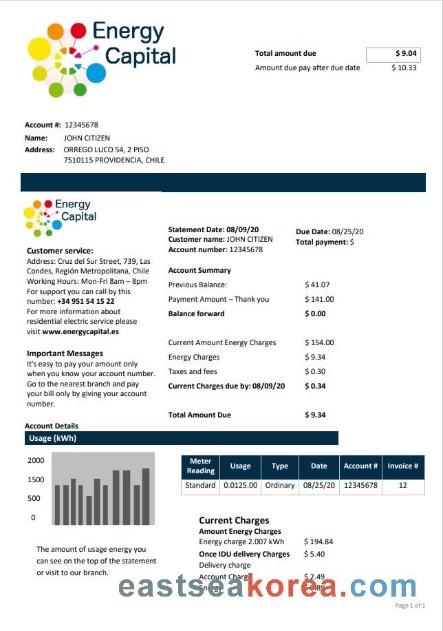 Energy
Capital
Total amount due $ 9.04
Amount due pay after due date $ 10.33
Account #: 12345678
Name: JOHN CITIZEN
Address: ORREGO LUCO 54, 2 PISO
7510115 PROVIDENCIA, CHILE
Energy
Capital
Customer service:
Address: Cruz del Sur Street, 739, Las
Condes, Región Metropolitana, Chile
Working Hours: Mon-Fri 8am – 8pm
For support you can call by this
number: +34 951 54 15 22
For more information about
residential electric service please
visit www.energycapital.es
Important Messages
It's easy to pay your amount only
when you know your account number.
Go to the nearest branch and pay
your bill only by giving your account
number.
Statement Date: 08/09/20 Due Date: 08/25/20
Customer name: JOHN CITIZEN Total payment: $
Account number: 12345678
Account Summary
Previous Balance: $ 41.07
Payment Amount – Thank you $ 141.00
Balance forward $ 0.00
Current Amount Energy Charges $ 154.00
Energy Charges $ 9.34
Taxes and fees $ 0.30
Current Charges due by: 08/09/20 $ 0.34
Total Amount Due $ 9.34
Account Details
Usage (kWh)
2000
1500
500
0
The amount of usage energy you
can see on the top of the statement
or visit to our branch.
Meter Reading Usage Type Date Account # Invoice #
Standard 0.0125.00 Ordinary 08/25/20 12345678 12
Current Charges
Amount Energy Charges
Energy charge 2.007 kWh $ 194.84
Once IDU delivery Charges $ 5.40
Delivery charge
Account Charge $ 2.49
eastseakorea.com
Page 1 of 1